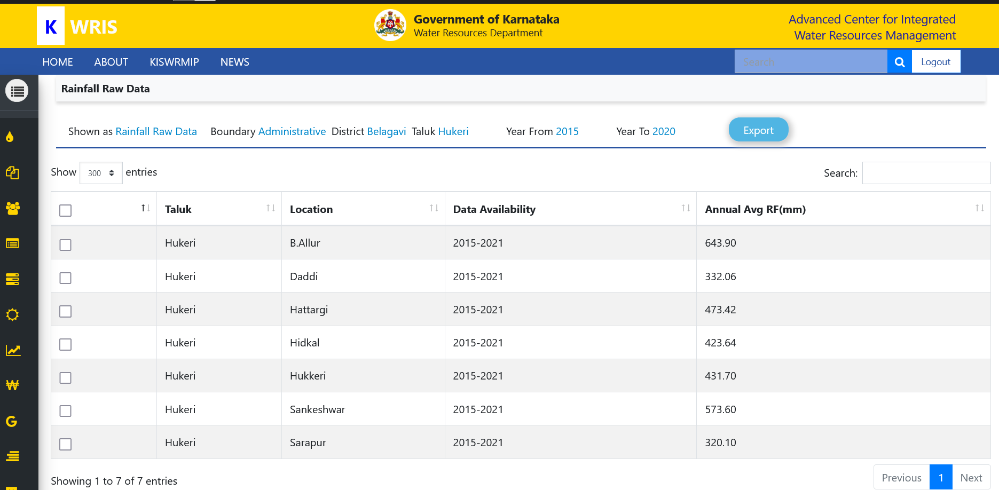 K WRIS
Government of Karnataka
Water Resources Department
Advanced Center for Integrated
Water Resources Management
HOME ABOUT KISWRMIP NEWS Search Logout
Rainfall Raw Data
Shown as Rainfall Raw Data Boundary Administrative District Belagavi Taluk Hukeri Year From 2015 Year To 2020 Export
Show 300 entries Search:
Taluk Location Data Availability Annual Avg RF(mm)
Hukeri B.Allur 2015-2021 643.90
Hukeri Daddi 2015-2021 332.06
Hukeri Hattargi 2015-2021 473.42
Hukeri Hidkal 2015-2021 423.64
Hukeri Hukkeri 2015-2021 431.70
Hukeri Sankeshwar 2015-2021 573.60
Hukeri Sarapur 2015-2021 320.10
Showing 1 to 7 of 7 entries Previous 1 Next